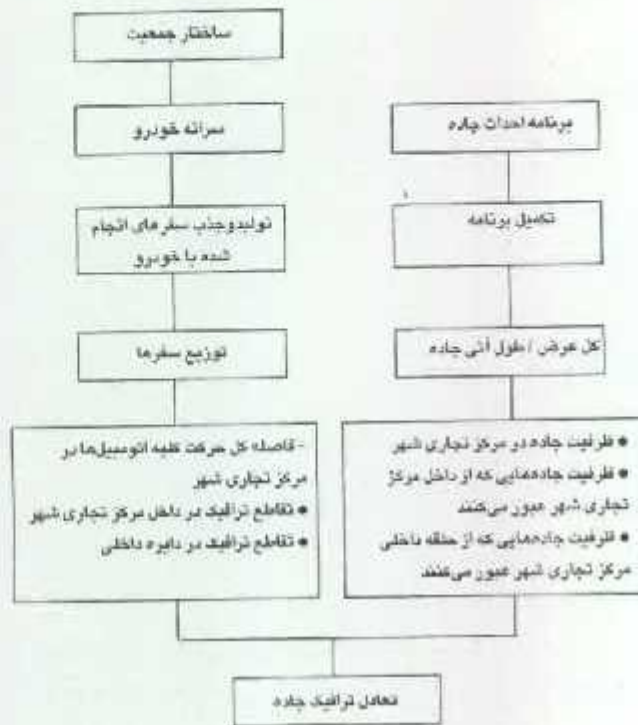 ساختار جمعیت
سرانه خودرو
تولیدوجذب سفرهای انجام
شده با خودرو
توزیع سفرها
- فاصله کل حرکت کلیه اتومبیل‌ها در
مرکز تجاری شهر
● تقاطع ترافیک در داخل مرکز تجاری شهر
● تقاطع ترافیک در دایره داخلی
برنامه احداث جاده
تکمیل برنامه
کل عرض / طول آتی جاده
● ظرفیت جاده در مرکز تجاری شهر
● ظرفیت جاده‌هایی که از داخل مرکز
تجاری شهر عبور می‌کنند
● ظرفیت جاده‌هایی که از حلقه داخلی
مرکز تجاری شهر عبور می‌کنند
تعادل ترافیک جاده